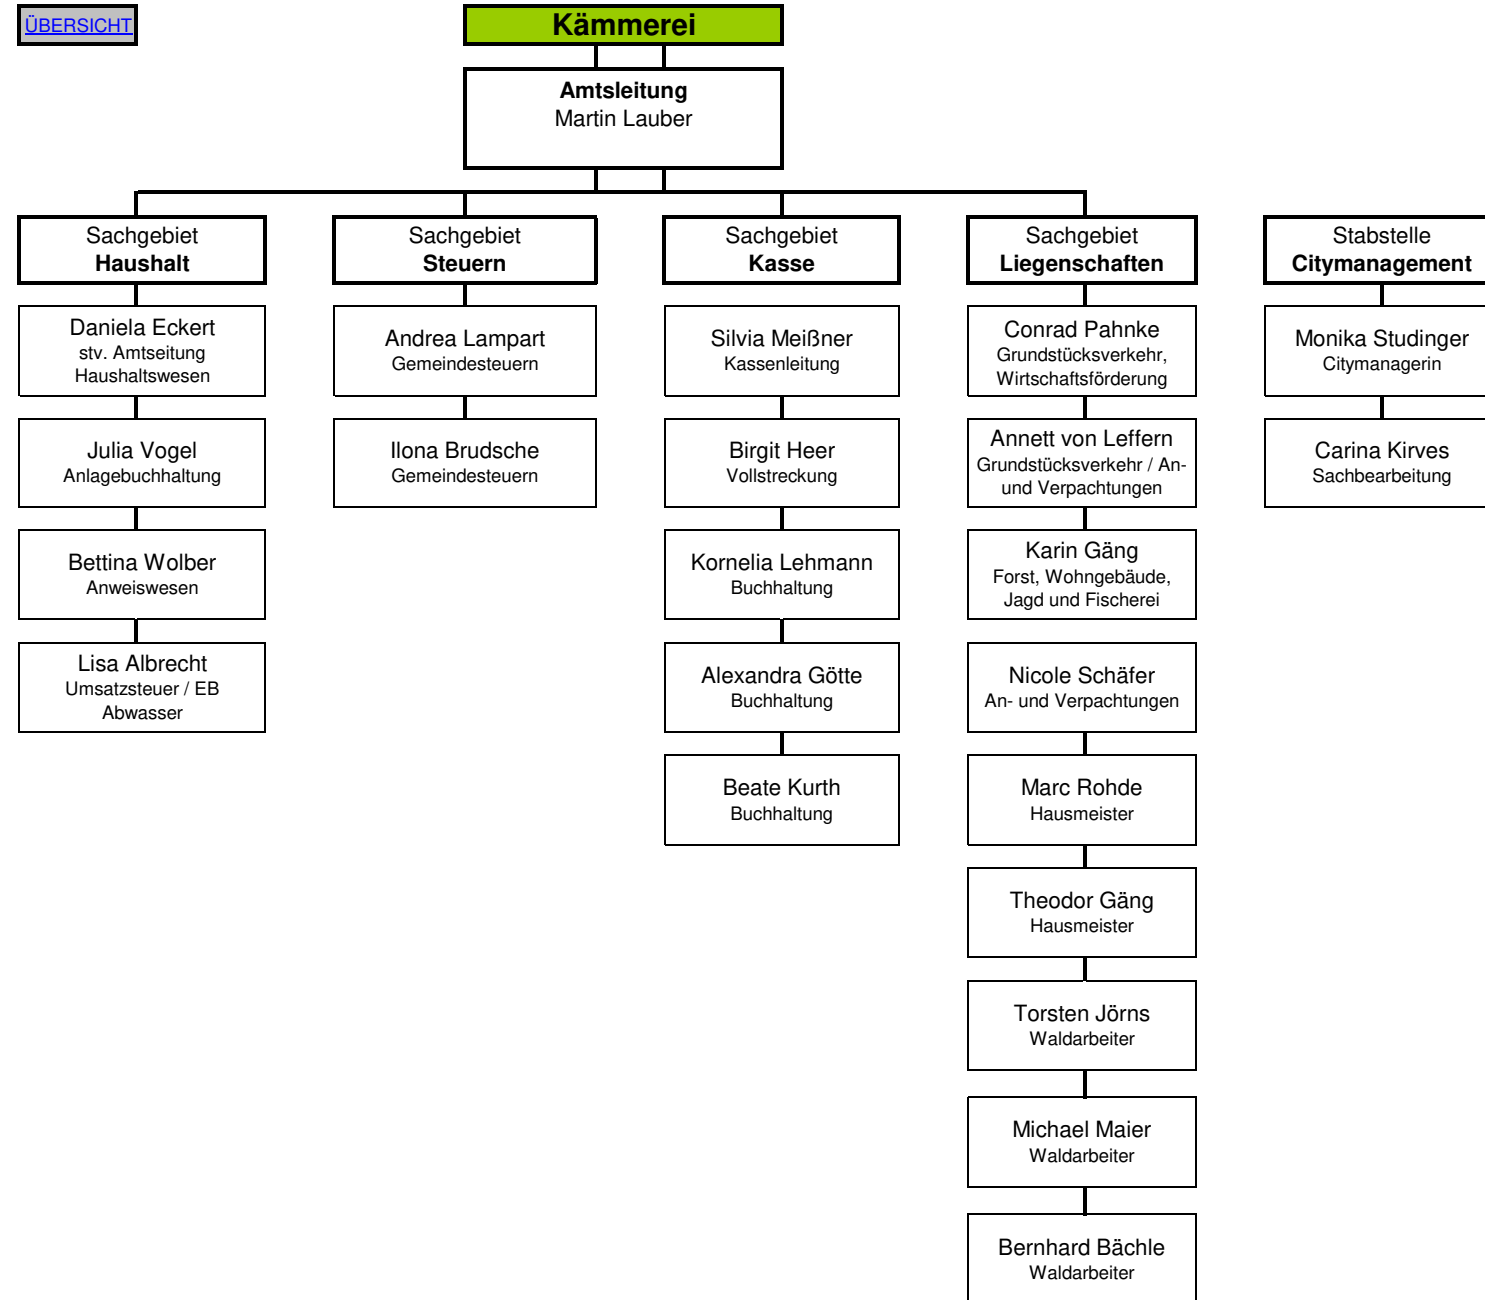 ÜBERSICHT
Kämmerei
Amtsleitung
Martin Lauber
Sachgebiet
Haushalt
Daniela Eckert
stv. Amtseitung
Haushaltswesen
Julia Vogel
Anlagebuchhaltung
Bettina Wolber
Anweiswesen
Lisa Albrecht
Umsatzsteuer / EB
Abwasser
Sachgebiet
Steuern
Andrea Lampart
Gemeindesteuern
Ilona Brudsche
Gemeindesteuern
Sachgebiet
Kasse
Silvia Meißner
Kassenleitung
Birgit Heer
Vollstreckung
Kornelia Lehmann
Buchhaltung
Alexandra Götte
Buchhaltung
Beate Kurth
Buchhaltung
Sachgebiet
Liegenschaften
Conrad Pahnke
Grundstücksverkehr,
Wirtschaftsförderung
Annett von Leffern
Grundstücksverkehr / An-
und Verpachtungen
Karin Gäng
Forst, Wohngebäude,
Jagd und Fischerei
Nicole Schäfer
An- und Verpachtungen
Marc Rohde
Hausmeister
Theodor Gäng
Hausmeister
Torsten Jörns
Waldarbeiter
Michael Maier
Waldarbeiter
Bernhard Bächle
Waldarbeiter
Stabstelle
Citymanagement
Monika Studinger
Citymanagerin
Carina Kirves
Sachbearbeitung